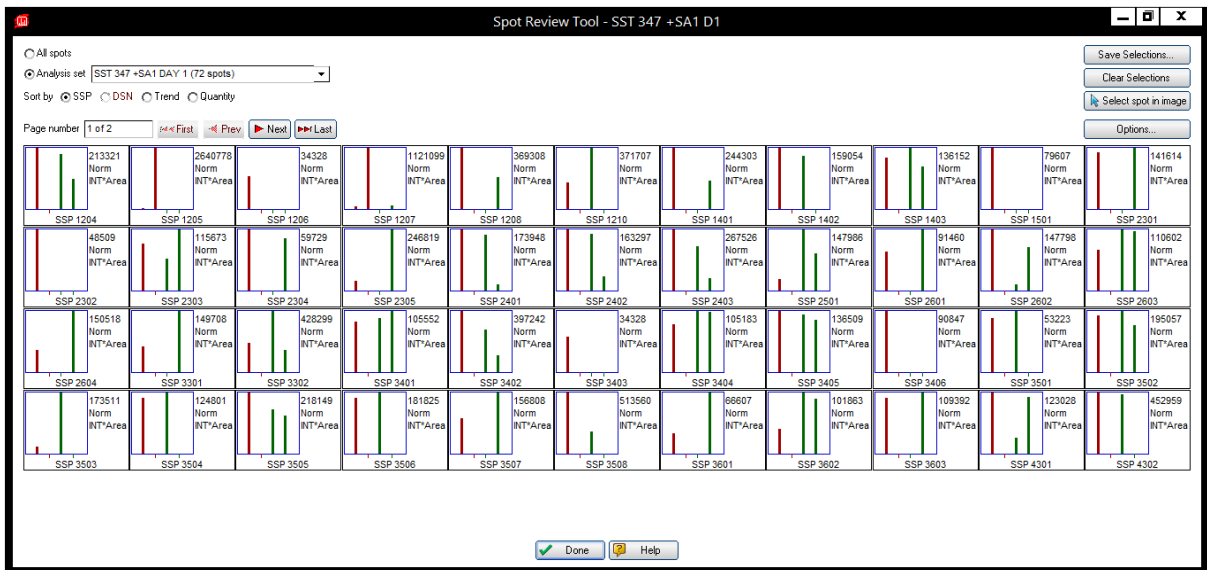 Spot Review Tool - SST 347 +SA1 D1
All spots
Analysis set SST 347 +SA1 DAY 1 (72 spots)
Sort by SSP DSN Trend Quantity
Page number 1 of 2 First Prev Next Last
Save Selections...
Clear Selections
Select spot in image
Options...
213321 2640778 34328 1121099 369308 371707 244303 159054 136152 79607 141614
Norm Norm Norm Norm Norm Norm Norm Norm Norm Norm Norm
INT*Area INT*Area INT*Area INT*Area INT*Area INT*Area INT*Area INT*Area INT*Area INT*Area INT*Area
SSP 1204 SSP 1205 SSP 1206 SSP 1207 SSP 1208 SSP 1210 SSP 1401 SSP 1402 SSP 1403 SSP 1501 SSP 2301
48509 115673 59729 246819 173948 163297 267526 147986 91460 147798 110602
Norm Norm Norm Norm Norm Norm Norm Norm Norm Norm Norm
INT*Area INT*Area INT*Area INT*Area INT*Area INT*Area INT*Area INT*Area INT*Area INT*Area INT*Area
SSP 2302 SSP 2303 SSP 2304 SSP 2305 SSP 2401 SSP 2402 SSP 2403 SSP 2501 SSP 2601 SSP 2602 SSP 2603
150518 149708 428299 105552 397242 34328 105183 136509 90847 53223 195057
Norm Norm Norm Norm Norm Norm Norm Norm Norm Norm Norm
INT*Area INT*Area INT*Area INT*Area INT*Area INT*Area INT*Area INT*Area INT*Area INT*Area INT*Area
SSP 2604 SSP 3301 SSP 3302 SSP 3401 SSP 3402 SSP 3403 SSP 3404 SSP 3405 SSP 3406 SSP 3501 SSP 3502
173511 124801 218149 181825 156808 513560 66607 101863 109392 123028 452959
Norm Norm Norm Norm Norm Norm Norm Norm Norm Norm Norm
INT*Area INT*Area INT*Area INT*Area INT*Area INT*Area INT*Area INT*Area INT*Area INT*Area INT*Area
SSP 3503 SSP 3504 SSP 3505 SSP 3506 SSP 3507 SSP 3508 SSP 3601 SSP 3602 SSP 3603 SSP 4301 SSP 4302
Done Help